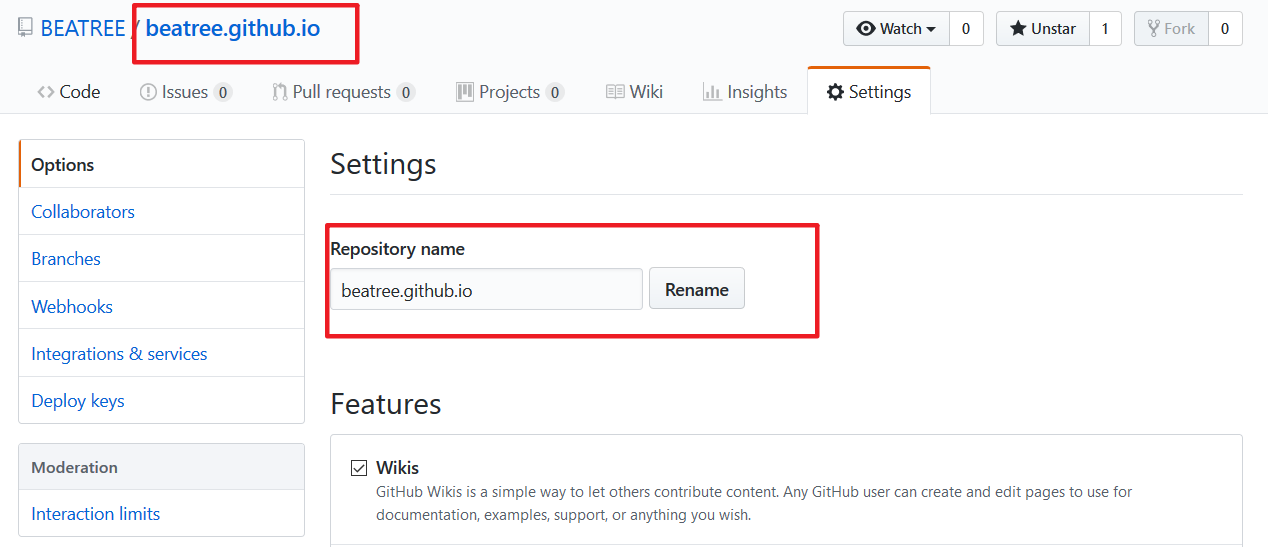 BEATREE / beatree.github.io
Watch 0 Unstar 1 Fork 0
Code Issues 0 Pull requests 0 Projects 0 Wiki Insights Settings
Options
Collaborators
Branches
Webhooks
Integrations & services
Deploy keys
Moderation
Interaction limits
Settings
Repository name
beatree.github.io Rename
Features
Wikis
GitHub Wikis is a simple way to let others contribute content. Any GitHub user can create and edit pages to use for
documentation, examples, support, or anything you wish.